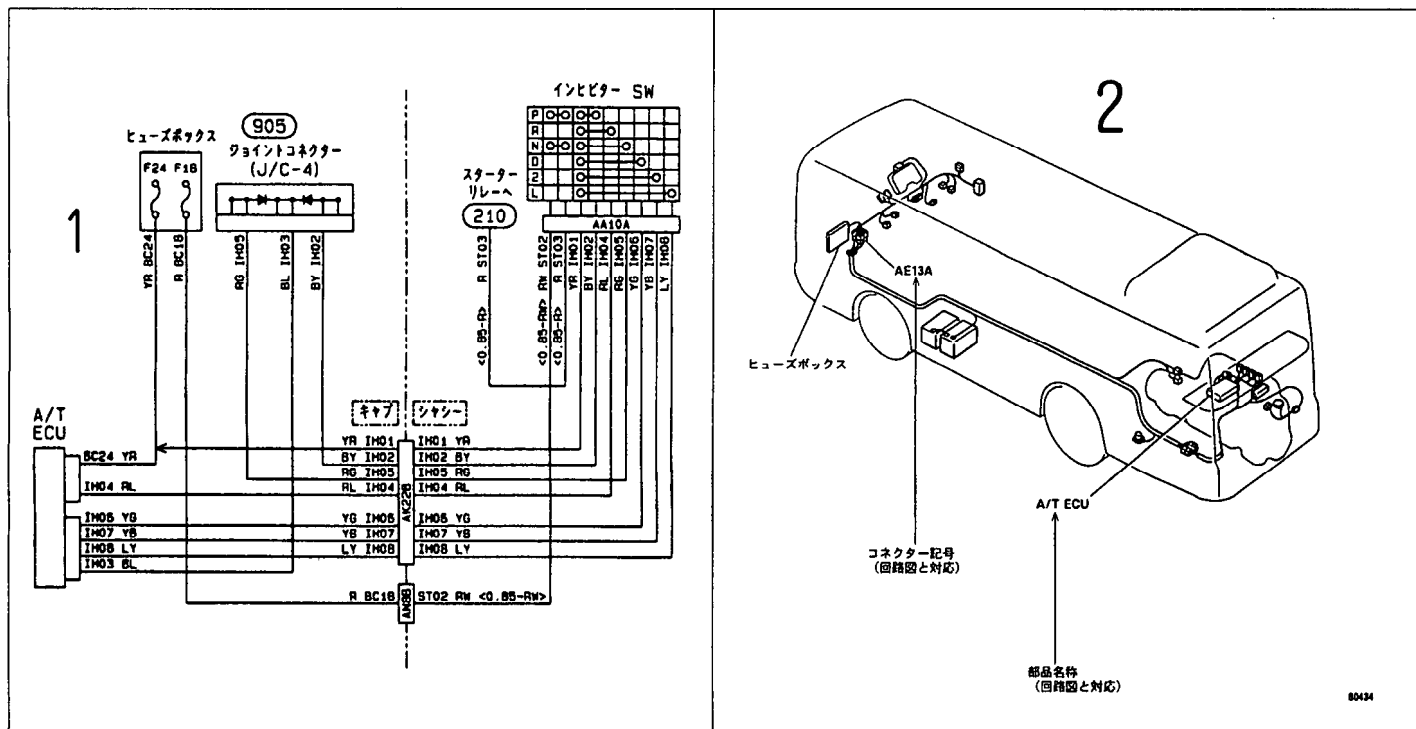 1
インヒビター SW
P
R
N
D
2
L
AA10A
ヒューズボックス
F24 F18
905
ジョイントコネクター
(J/C-4)
スターター
リレーへ
210
YR BC24
R BC18
RG IH05
BL IH03
BY IH02
R ST03
<0.85-R>
RW ST02
<0.85-RW>
R ST03
<0.85-R>
YR IH01
BY IH02
RL IH04
RG IH05
YG IH06
YB IH07
LY IH08
キャブ
シャシー
A/T
ECU
BC24 YR
IH04 RL
IH06 YG
IH07 YB
IH08 LY
IH03 BL
YR IH01 IH01 YR
BY IH02 IH02 BY
RG IH05 IH05 RG
RL IH04 IH04 RL
YG IH06 IH06 YG
YB IH07 IH07 YB
LY IH08 IH08 LY
AK22B
R BC18 ST02 RW <0.85-RW>
2
AE13A
ヒューズボックス
A/T ECU
コネクター記号
(回路図と対応)
部品名称
(回路図と対応)
80434